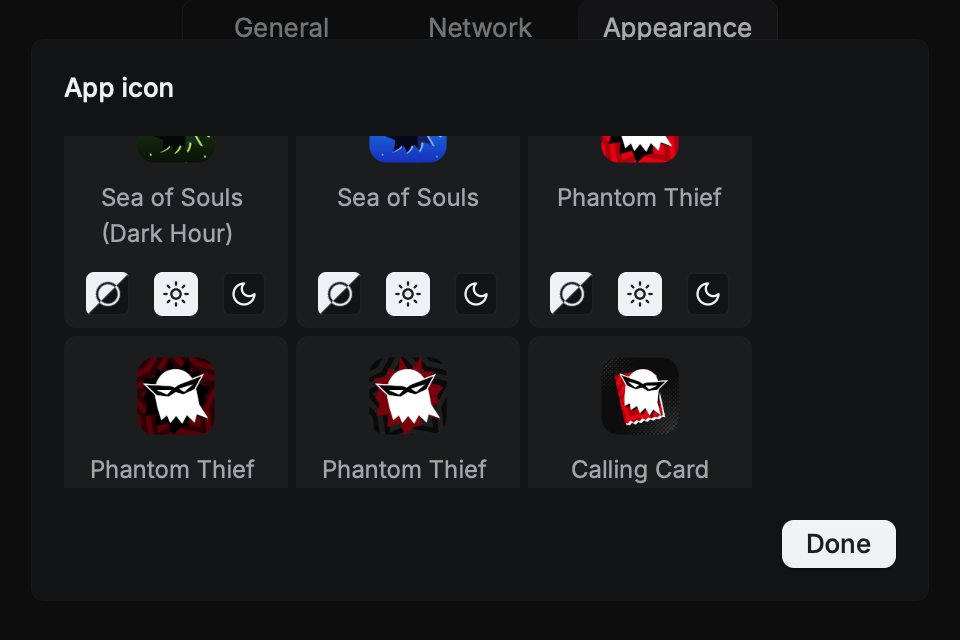 General Network Appearance
App icon
Sea of Souls (Dark Hour)
Sea of Souls
Phantom Thief
Phantom Thief
Phantom Thief
Calling Card
Done